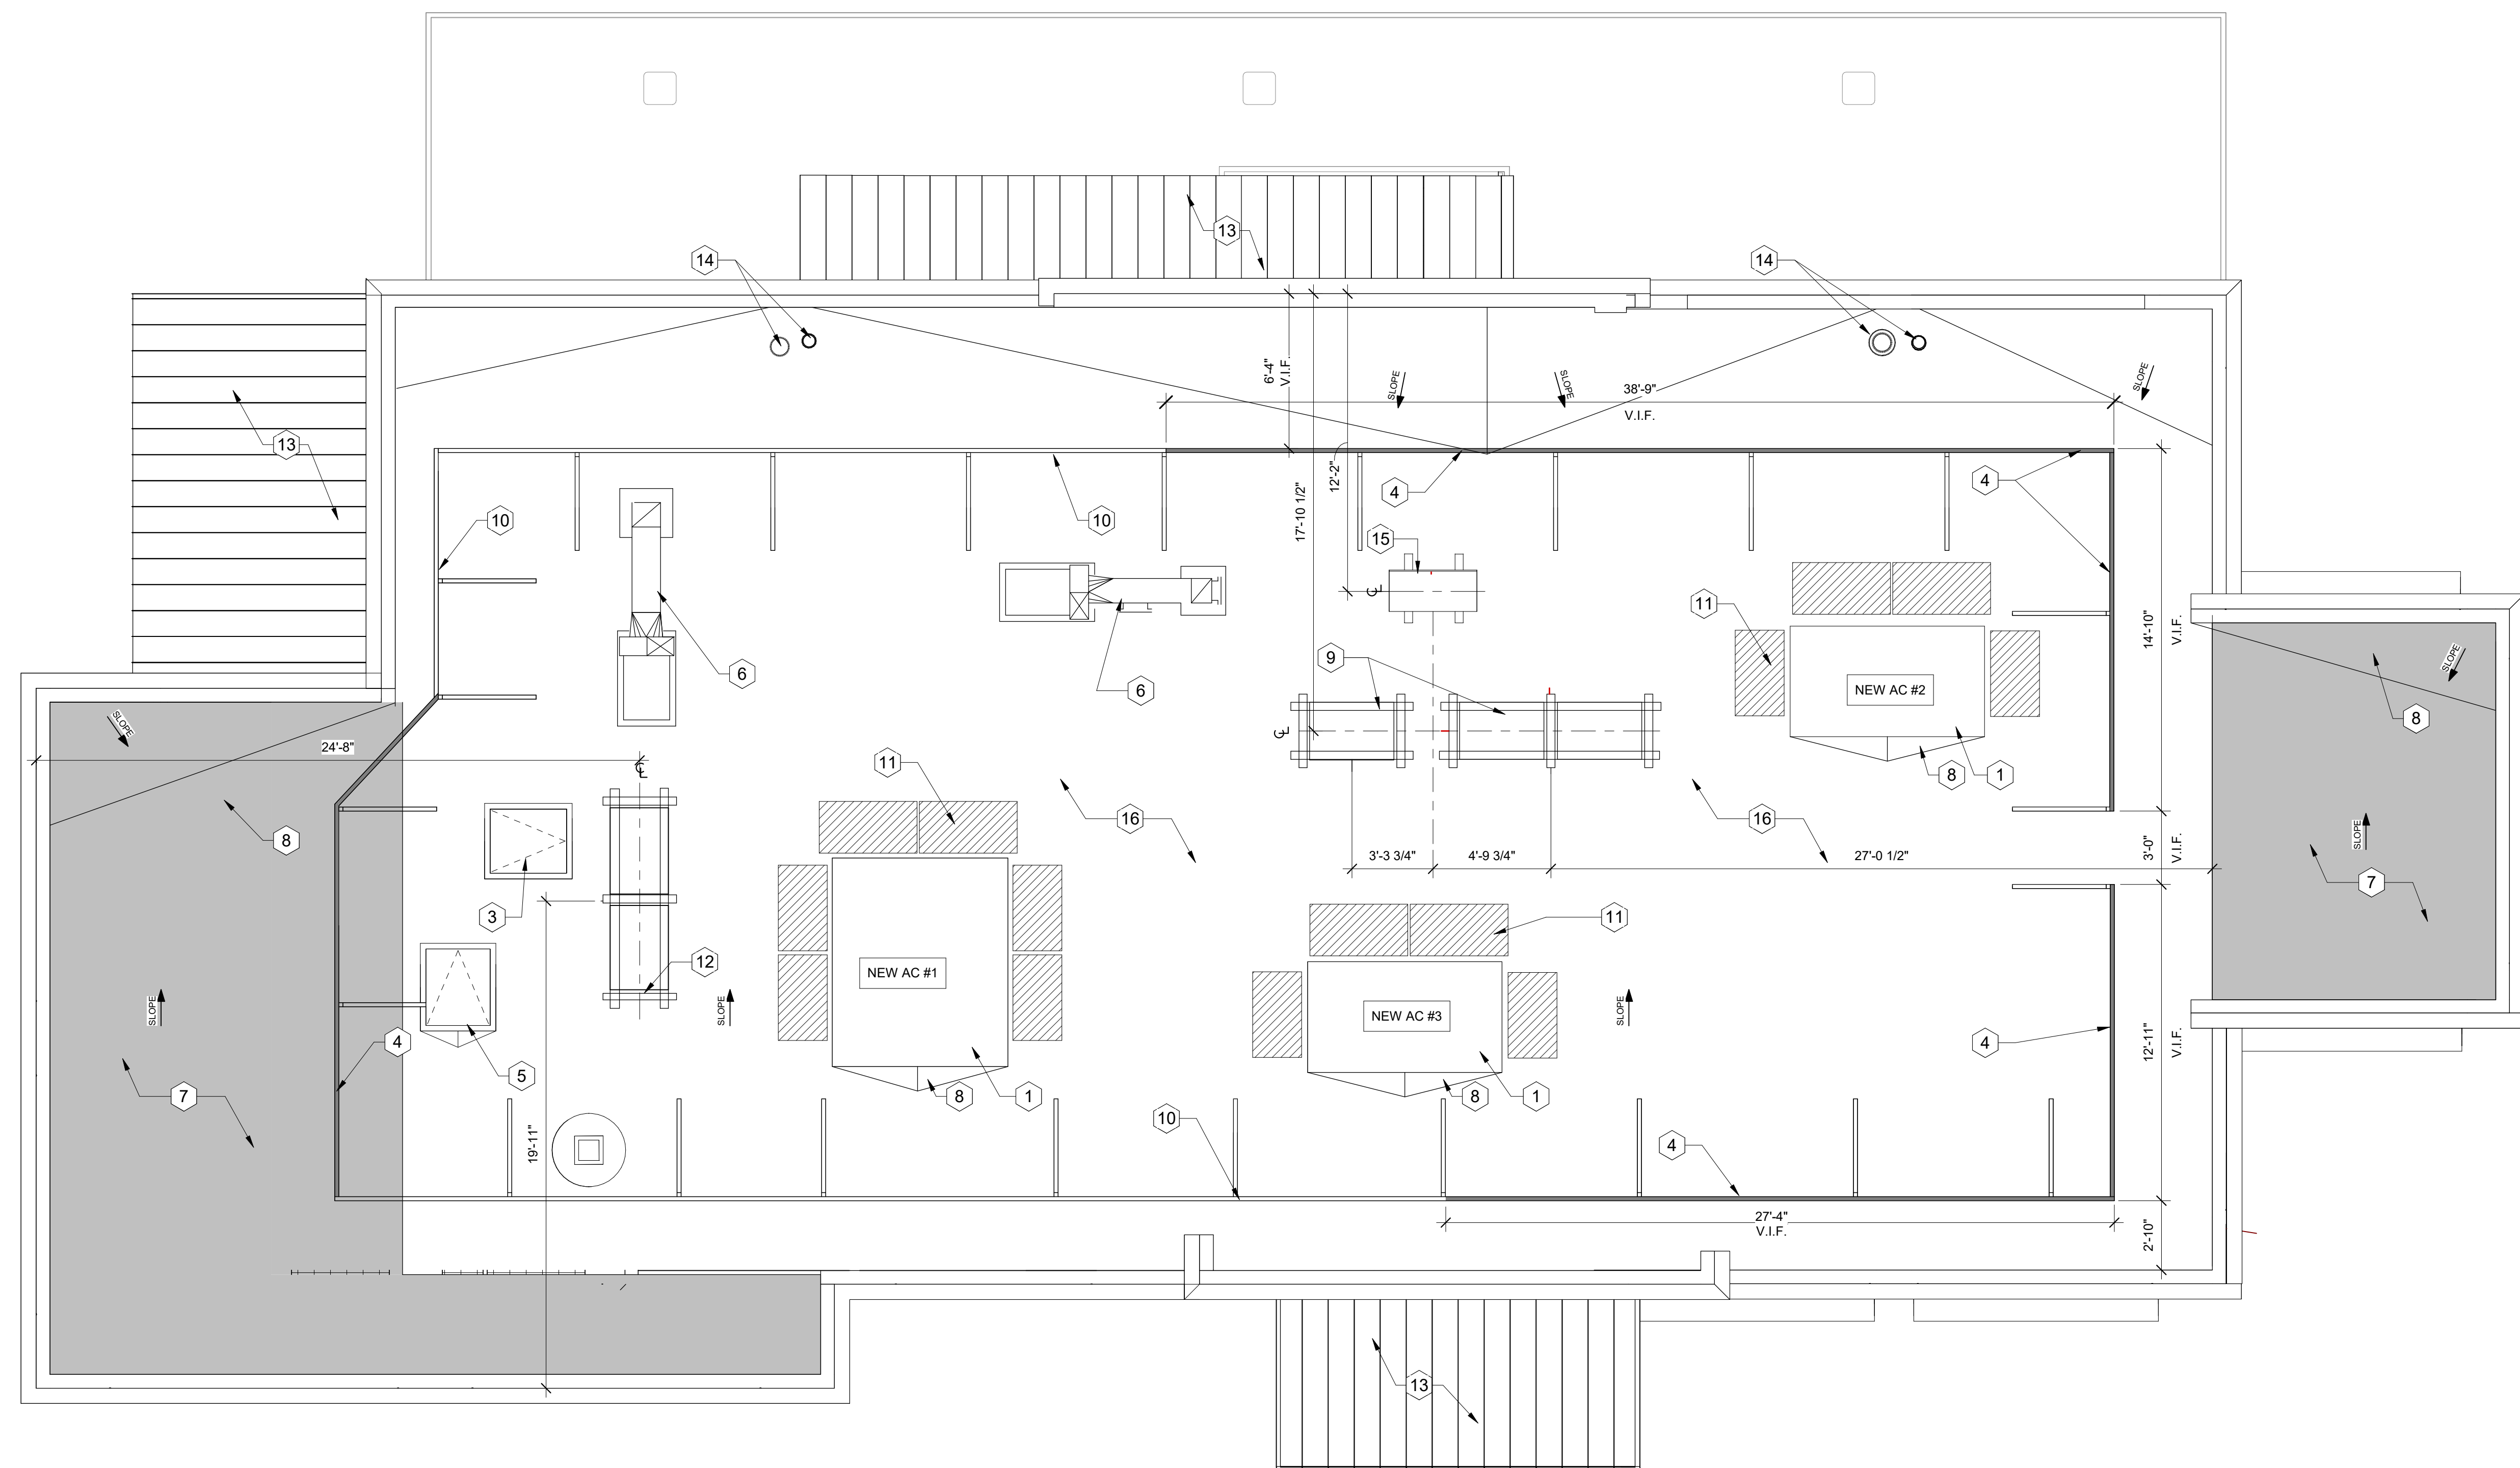 13
14
14
6'-4"
V.I.F.
SLOPE
SLOPE
38'-9"
V.I.F.
SLOPE
13
17'-10 1/2"
12'-2"
4
4
10
10
15
11
14'-10"
V.I.F.
SLOPE
9
6
6
NEW AC #2
8
SLOPE
CL
24'-8"
CL
CL
11
8
1
8
16
16
3'-3 3/4"
4'-9 3/4"
27'-0 1/2"
3'-0"
V.I.F.
SLOPE
7
3
11
12
NEW AC #1
NEW AC #3
SLOPE
SLOPE
SLOPE
4
4
12'-11"
V.I.F.
5
7
8
1
8
1
10
19'-11"
4
27'-4"
V.I.F.
2'-10"
13